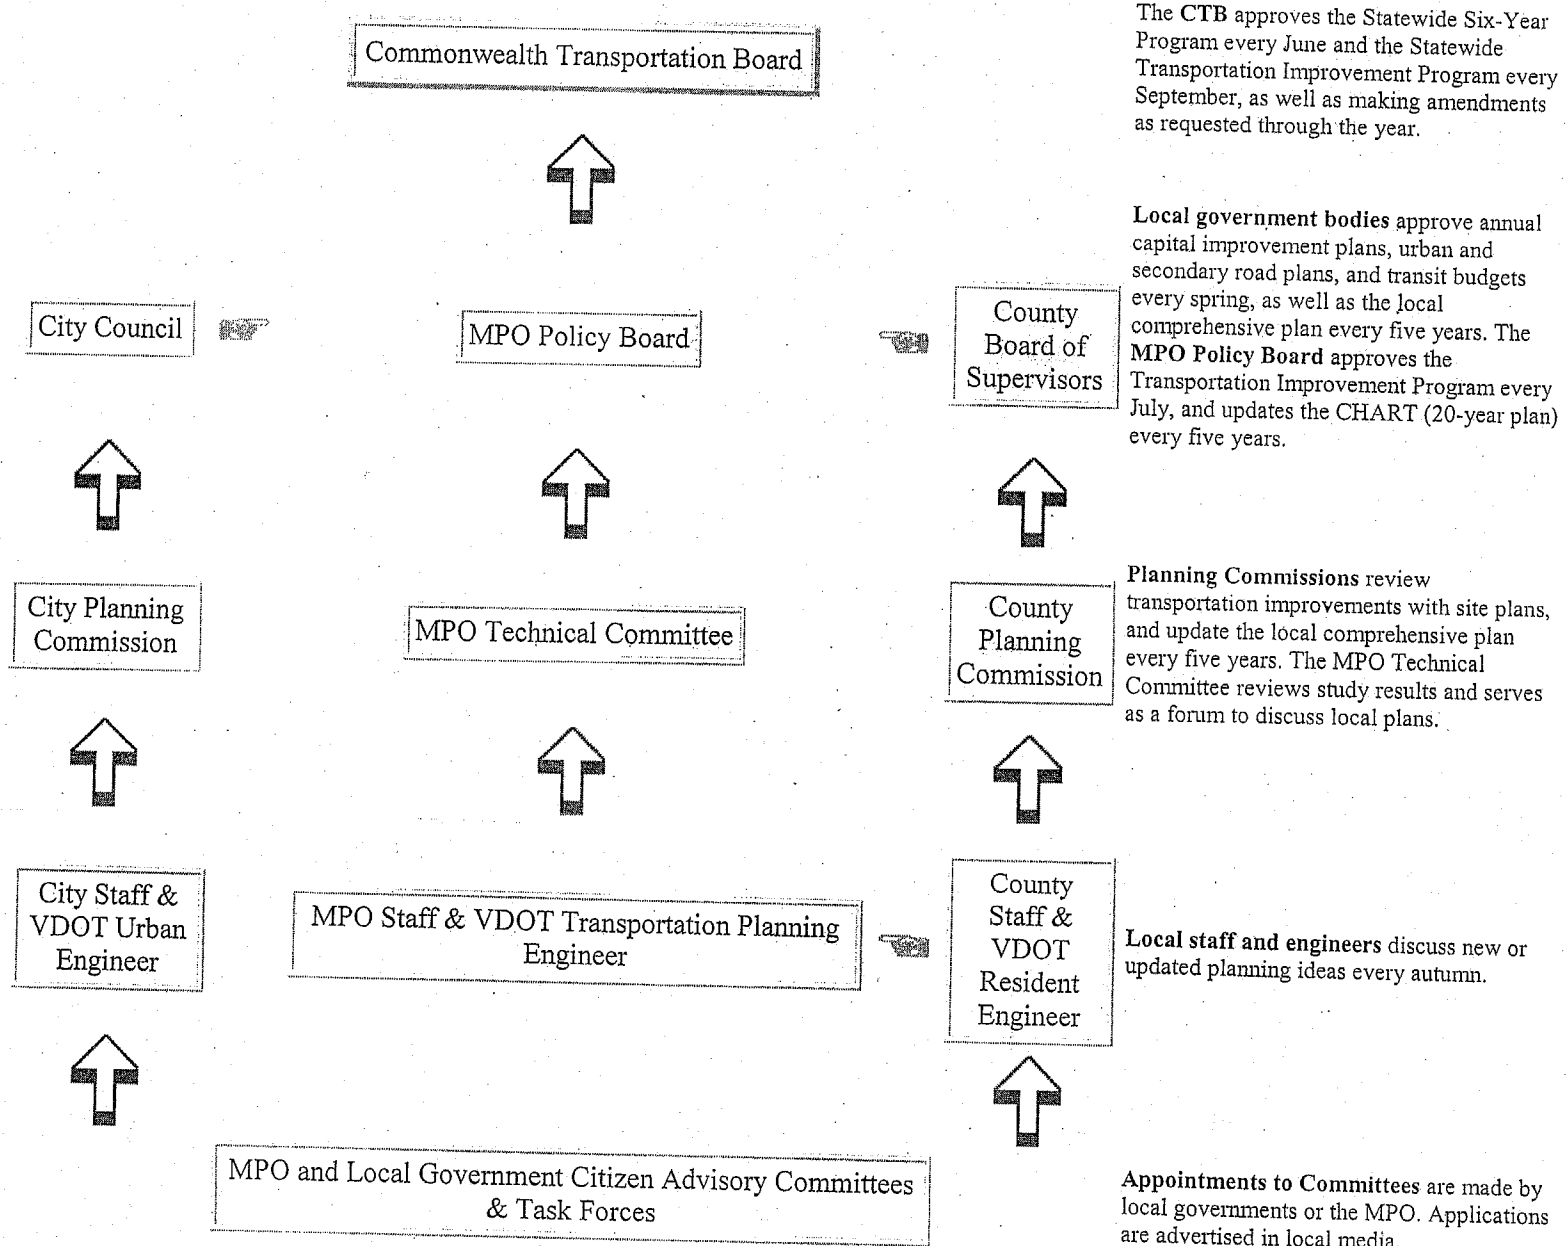 Commonwealth Transportation Board
The CTB approves the Statewide Six-Year
Program every June and the Statewide
Transportation Improvement Program every
September, as well as making amendments
as requested through the year.
City Council
MPO Policy Board
County
Board of
Supervisors
Local government bodies approve annual
capital improvement plans, urban and
secondary road plans, and transit budgets
every spring, as well as the local
comprehensive plan every five years. The
MPO Policy Board approves the
Transportation Improvement Program every
July, and updates the CHART (20-year plan)
every five years.
City Planning
Commission
MPO Technical Committee
County
Planning
Commission
Planning Commissions review
transportation improvements with site plans,
and update the local comprehensive plan
every five years. The MPO Technical
Committee reviews study results and serves
as a forum to discuss local plans.
City Staff &
VDOT Urban
Engineer
MPO Staff & VDOT Transportation Planning
Engineer
County
Staff &
VDOT
Resident
Engineer
Local staff and engineers discuss new or
updated planning ideas every autumn.
MPO and Local Government Citizen Advisory Committees
& Task Forces
Appointments to Committees are made by
local governments or the MPO. Applications
are advertised in local media